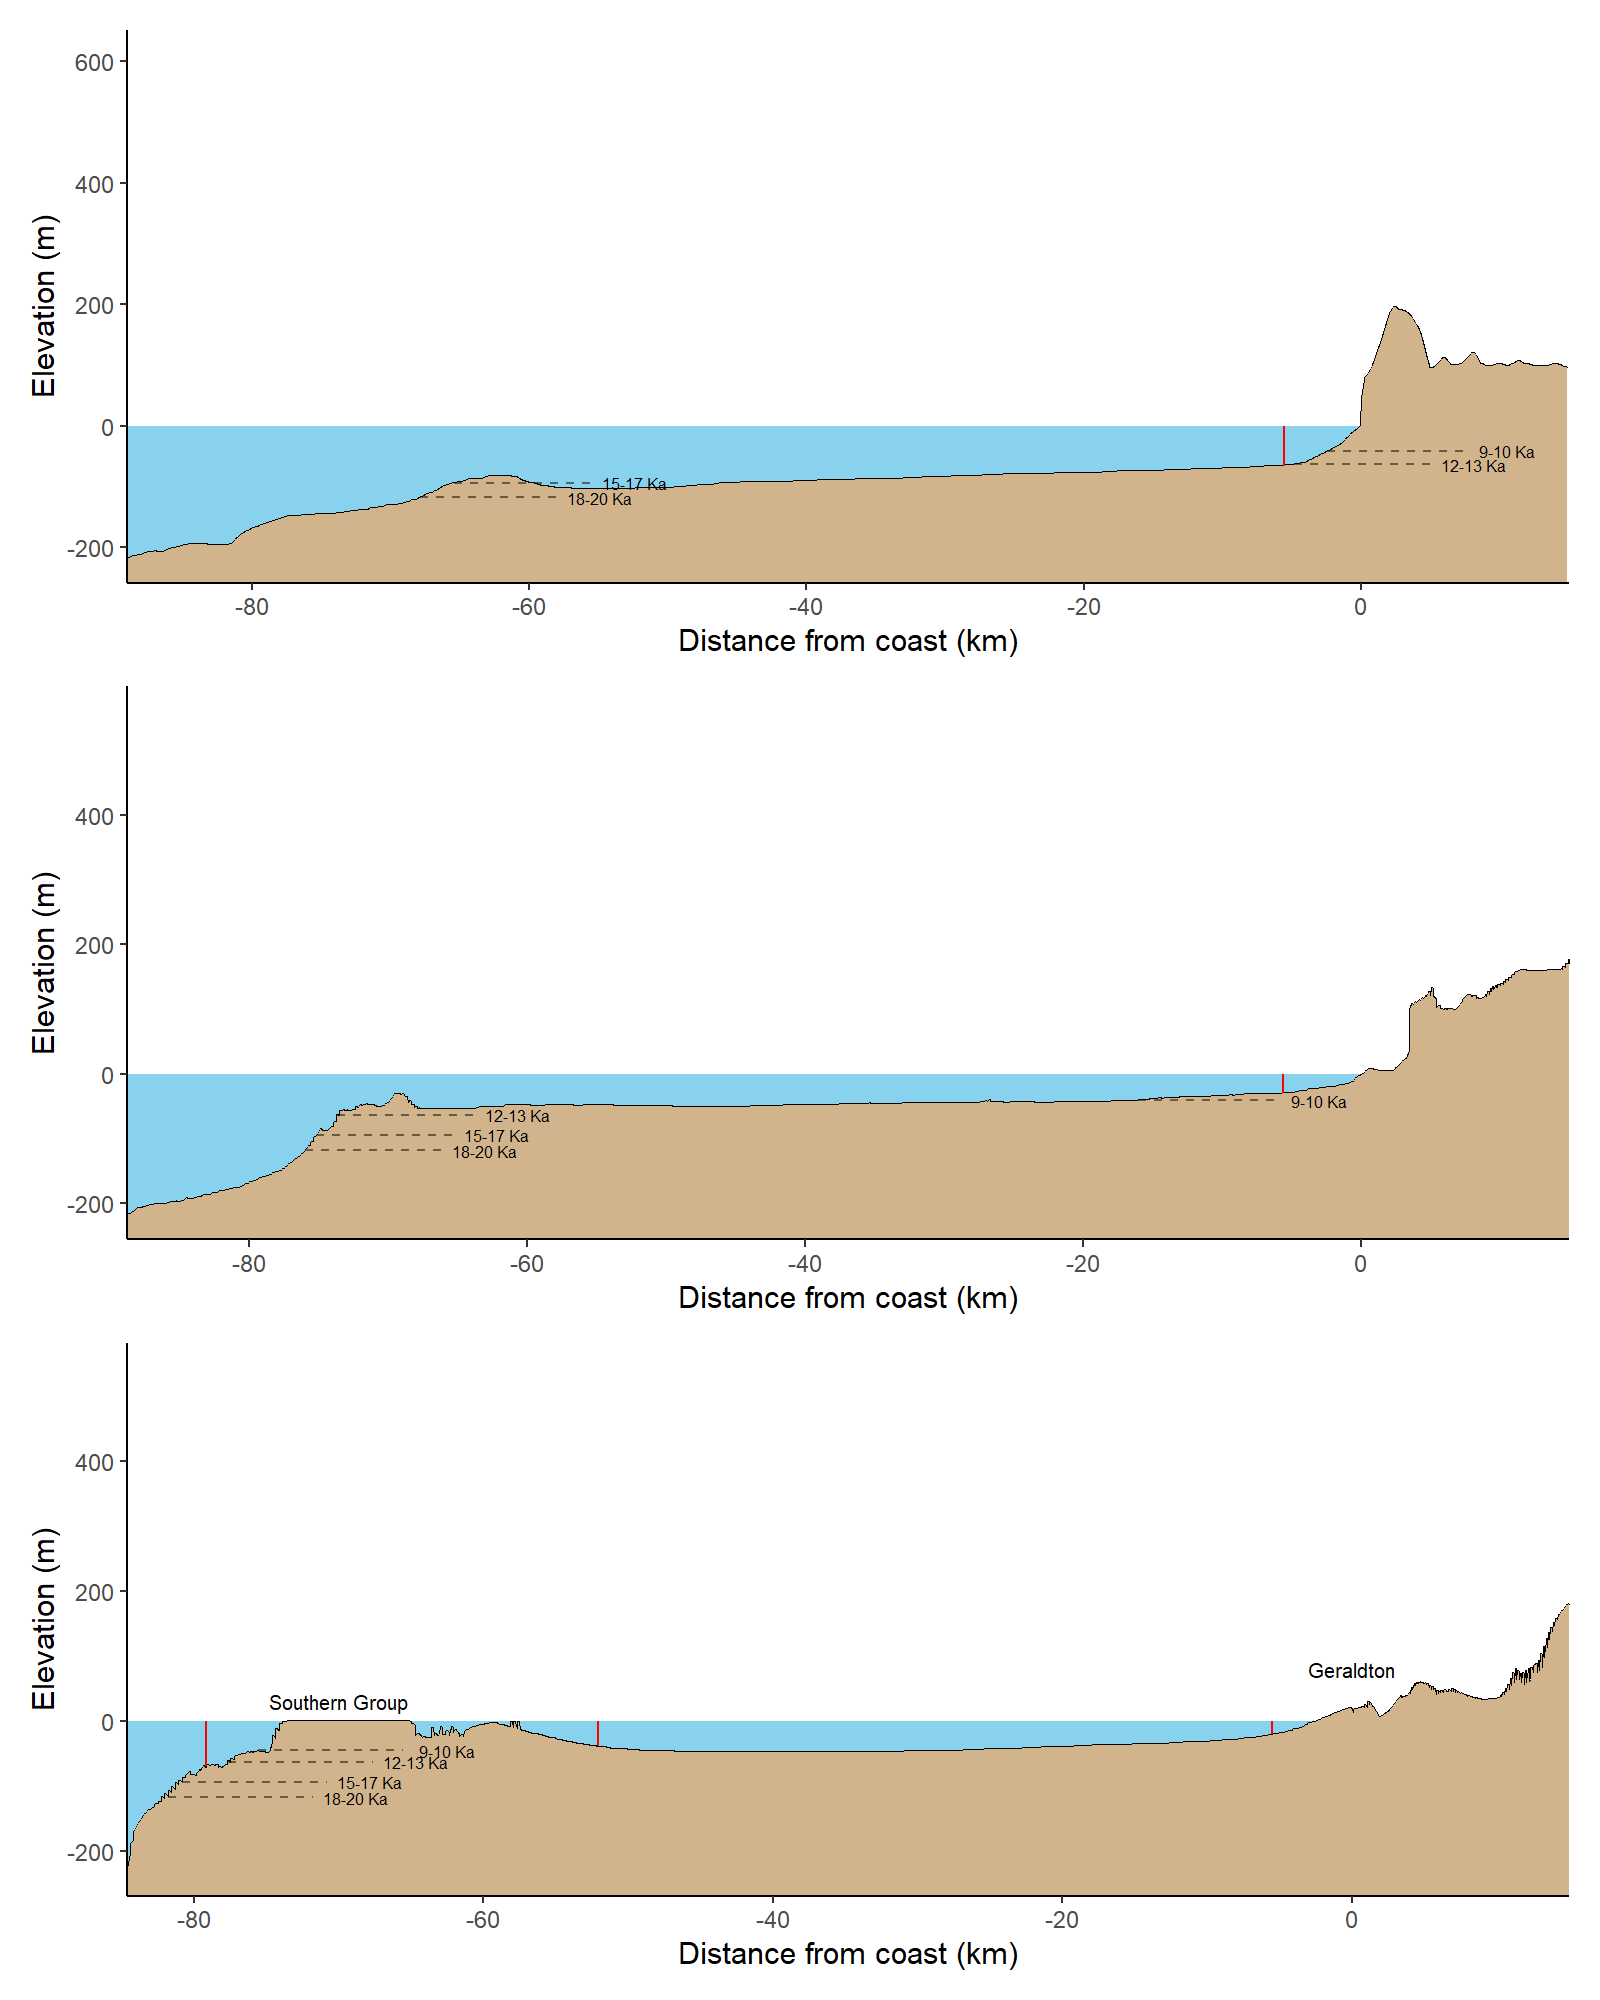 600
400
200
0
-200
Elevation (m)
9-10 Ka
12-13 Ka
15-17 Ka
18-20 Ka
-80 -60 -40 -20 0
Distance from coast (km)
400
200
0
-200
Elevation (m)
12-13 Ka
9-10 Ka
15-17 Ka
18-20 Ka
-80 -60 -40 -20 0
Distance from coast (km)
400
200
0
-200
Elevation (m)
Geraldton
Southern Group
9-10 Ka
12-13 Ka
15-17 Ka
18-20 Ka
-80 -60 -40 -20 0
Distance from coast (km)